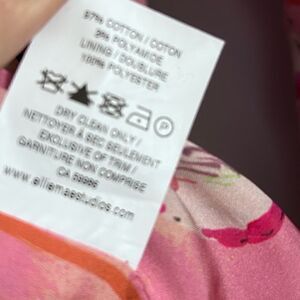 97% COTTON / COTON
3% POLYAMIDE
LINING / DOUBLURE
100% POLYESTER
P
DRY CLEAN ONLY /
NETTOYER A SEC SEULEMENT
EXCLUSIVE OF TRIM /
GARNITURE NON COMPRISE
CA 59986
www.elliemaestudios.com